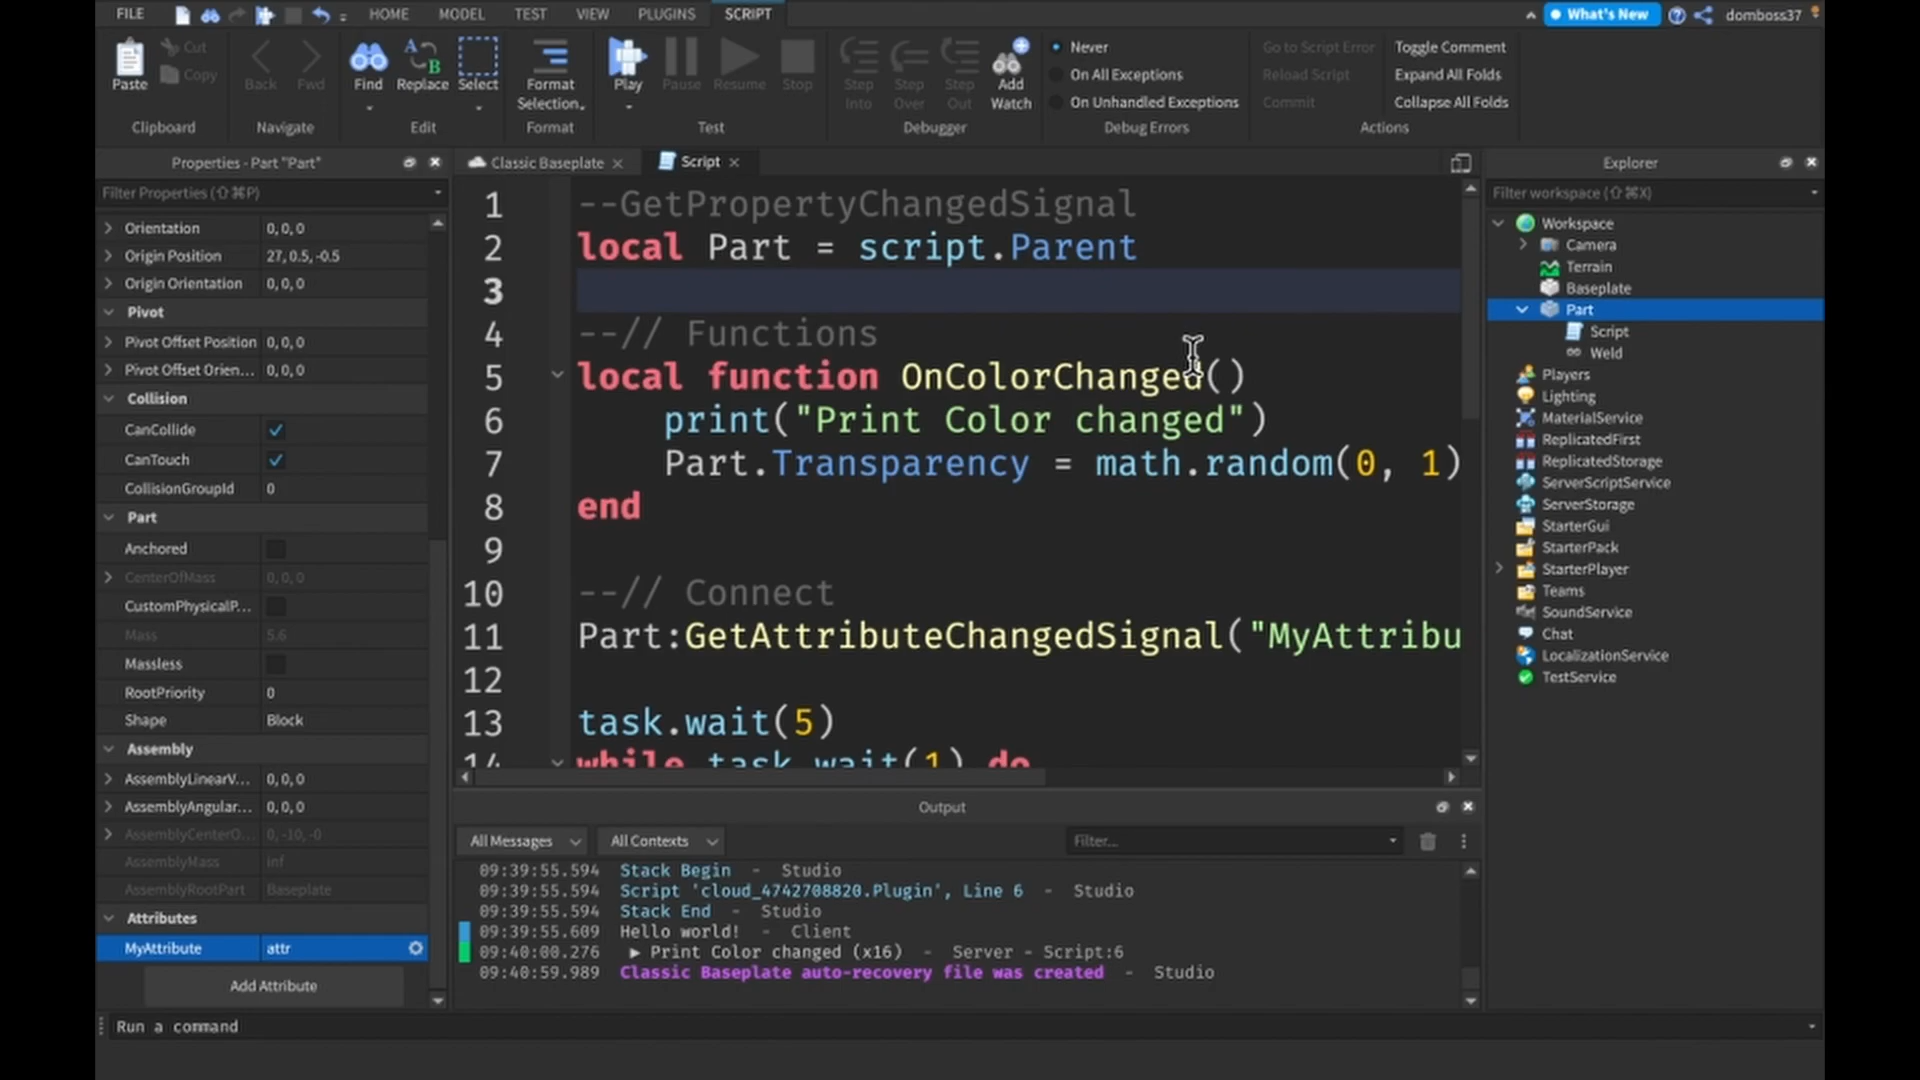 FILE HOME MODEL TEST VIEW PLUGINS SCRIPT What's New domboss37
Paste Cut Copy Back Fwd Find Replace Select Format Selection... Play Pause Resume Stop Step Into Step Over Step Out Add Watch
Never
On All Exceptions
On Unhandled Exceptions
Go to Script Error
Reload Script
Commit
Toggle Comment
Expand All Folds
Collapse All Folds
Clipboard Navigate Edit Format Test Debugger Debug Errors Actions
Properties - Part "Part"
Filter Properties (⇧⌘P)
Orientation 0, 0, 0
Origin Position 27, 0.5, -0.5
Origin Orientation 0, 0, 0
Pivot
Pivot Offset Position 0, 0, 0
Pivot Offset Orien... 0, 0, 0
Collision
CanCollide
CanTouch
CollisionGroupId 0
Part
Anchored
CenterOfMass 0, 0, 0
CustomPhysicalP...
Mass 5.6
Massless
RootPriority 0
Shape Block
Assembly
AssemblyLinearV... 0, 0, 0
AssemblyAngular... 0, 0, 0
AssemblyCenterO... 0, -10, -0
AssemblyMass inf
AssemblyRootPart Baseplate
Attributes
MyAttribute attr
Add Attribute
Classic Baseplate Script
1 --GetPropertyChangedSignal
2 local Part = script.Parent
3
4 --// Functions
5 local function OnColorChanged()
6 print("Print Color changed")
7 Part.Transparency = math.random(0, 1)
8 end
9
10 --// Connect
11 Part:GetAttributeChangedSignal("MyAttribu
12
13 task.wait(5)
14 while task.wait(1) do
Output
All Messages All Contexts Filter...
09:39:55.594 Stack Begin - Studio
09:39:55.594 Script 'cloud_4742708820.Plugin', Line 6 - Studio
09:39:55.594 Stack End - Studio
09:39:55.609 Hello world! - Client
09:40:00.276 ▶ Print Color changed (x16) - Server - Script:6
09:40:59.989 Classic Baseplate auto-recovery file was created - Studio
Explorer
Filter workspace (⇧⌘X)
Workspace
Camera
Terrain
Baseplate
Part
Script
Weld
Players
Lighting
MaterialService
ReplicatedFirst
ReplicatedStorage
ServerScriptService
ServerStorage
StarterGui
StarterPack
StarterPlayer
Teams
SoundService
Chat
LocalizationService
TestService
Run a command